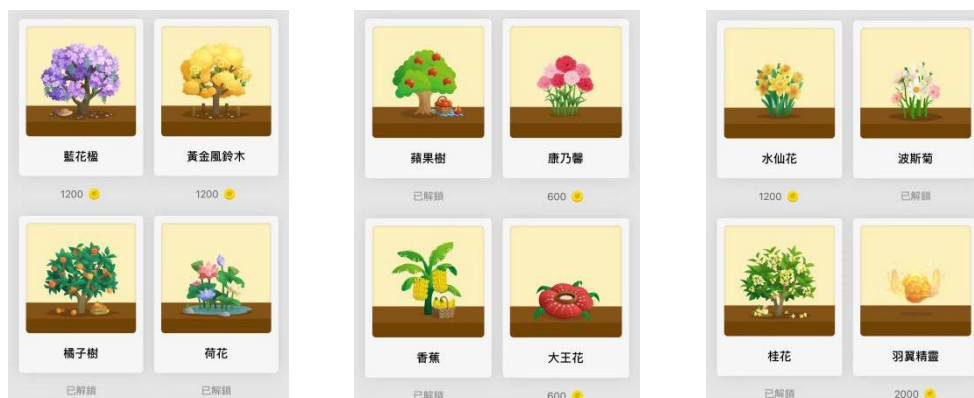 藍花楹
黃金風鈴木
1200
1200
橘子樹
荷花
已解鎖
已解鎖
蘋果樹
康乃馨
已解鎖
600
香蕉
大王花
已解鎖
600
水仙花
波斯菊
1200
已解鎖
桂花
羽翼精靈
已解鎖
2000